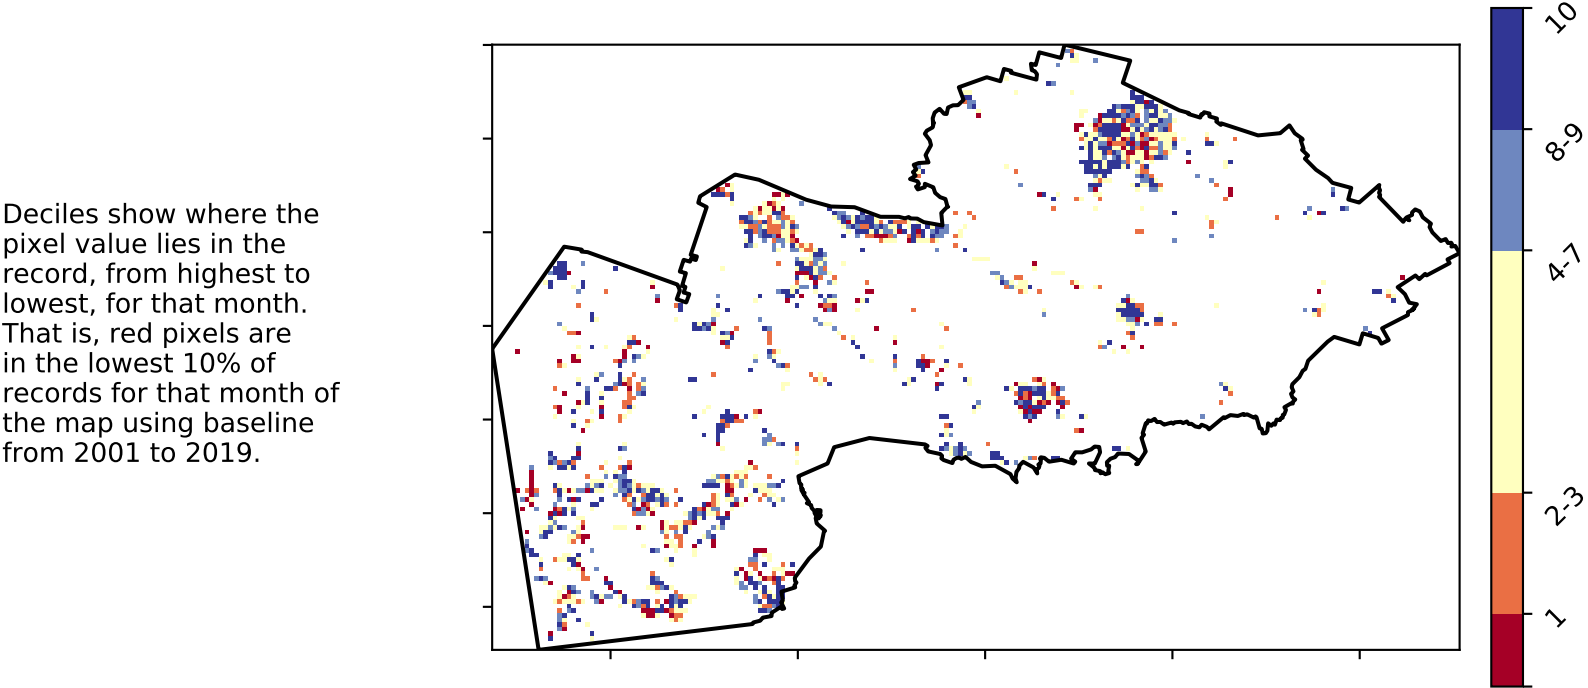 Deciles show where the
pixel value lies in the
record, from highest to
lowest, for that month.
That is, red pixels are
in the lowest 10% of
records for that month of
the map using baseline
from 2001 to 2019.
10
8-9
4-7
2-3
1